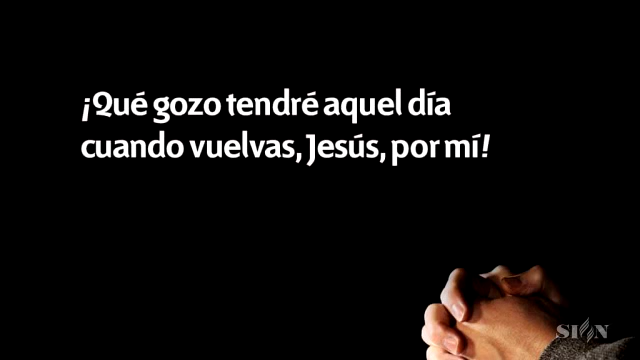 ¡Qué gozo tendré aquel día
cuando vuelvas, Jesús, por mí!
SION